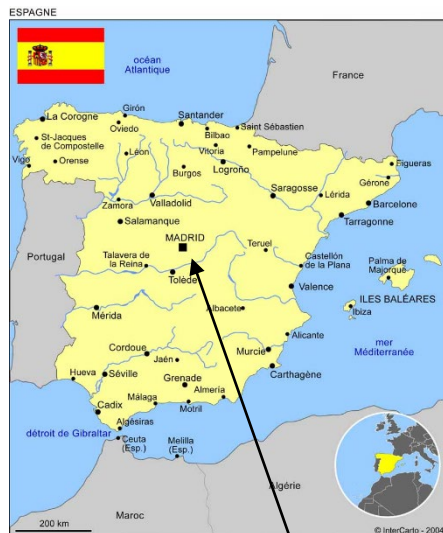 ESPAGNE
océan
Atlantique
France
Girón
La Corogne
Santander
Oviedo
Bilbao
Saint Sébastien
St-Jacques
de Compostelle
Léon
Vitoria
Pampelune
Vigo
Orense
Burgos
Logroño
Figueras
Gérone
Zamora
Valladolid
Saragosse
Lérida
Barcelone
Salamanque
Tarragonne
Portugal
MADRID
Teruel
Talavera de
la Reina
Tolède
Castellón
de la Plana
Palma de
Majorque
Valence
ILES BALÉARES
Ibiza
Mérida
Albacete
Alicante
mer
Méditerranée
Cordoue
Jaén
Murcie
Carthagène
Hueva
Séville
Grenade
Almería
Málaga
Motril
Cadix
Algésiras
détroit de Gibraltar
Ceuta
(Esp.)
Melilla
(Esp.)
Algérie
Maroc
200 km
© InterCarto - 2004